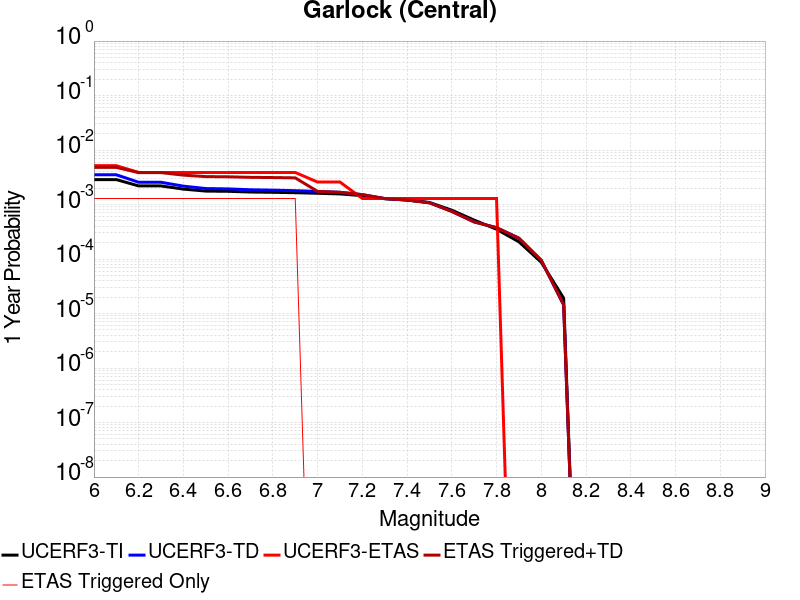 Garlock (Central)
1 Year Probability
10^0
10^-1
10^-2
10^-3
10^-4
10^-5
10^-6
10^-7
10^-8
6 6.2 6.4 6.6 6.8 7 7.2 7.4 7.6 7.8 8 8.2 8.4 8.6 8.8 9
Magnitude
UCERF3-TI UCERF3-TD UCERF3-ETAS ETAS Triggered+TD
ETAS Triggered Only